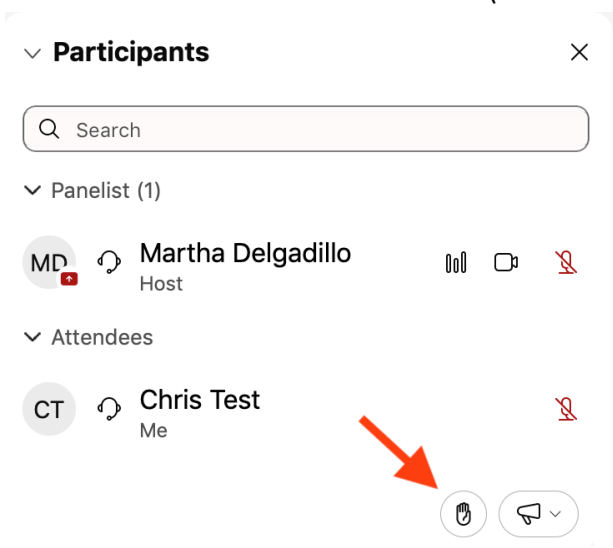 Participants
Search
Panelist (1)
MD
Martha Delgadillo
Host
Attendees
CT
Chris Test
Me